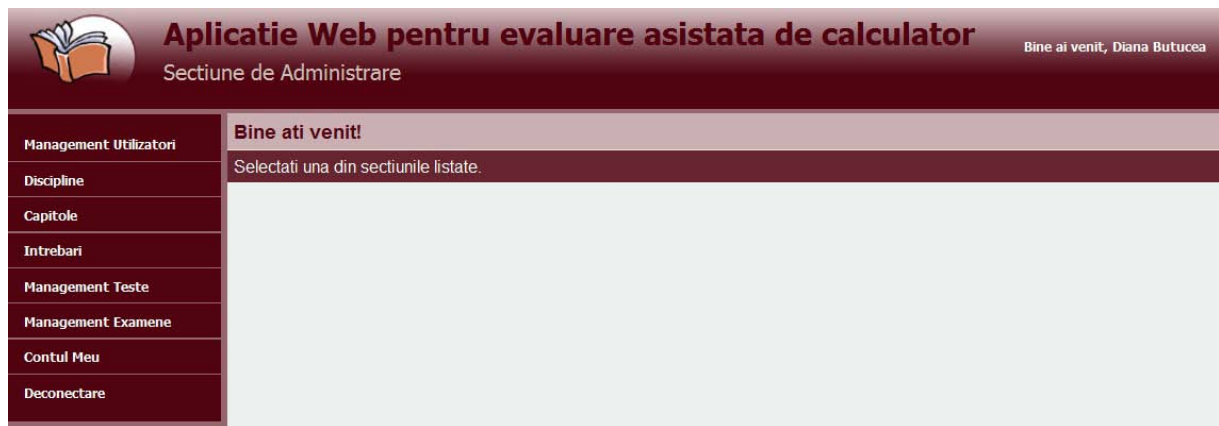 Aplicatie Web pentru evaluare asistata de calculator
Sectiune de Administrare
Bine ai venit, Diana Butucea
Management Utilizatori
Discipline
Capitole
Intrebari
Management Teste
Management Examene
Contul Meu
Deconectare
Bine ati venit!
Selectati una din sectiunile listate.